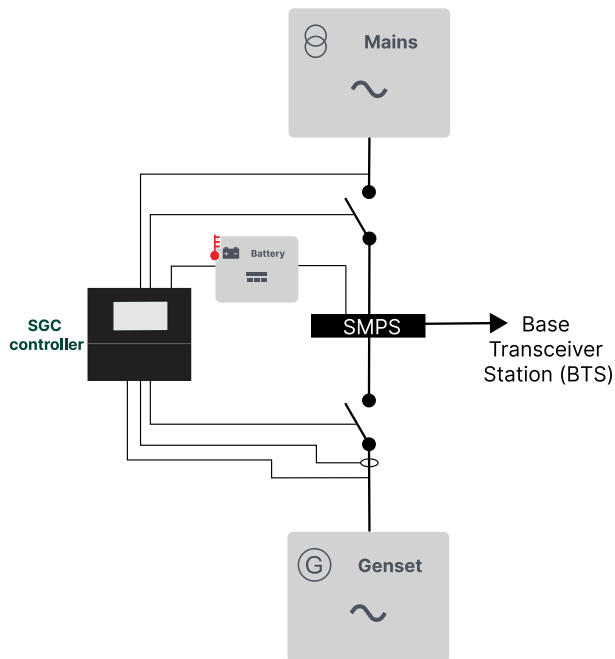 Mains
Battery
SGC
controller
SMPS
Base
Transceiver
Station (BTS)
G
Genset